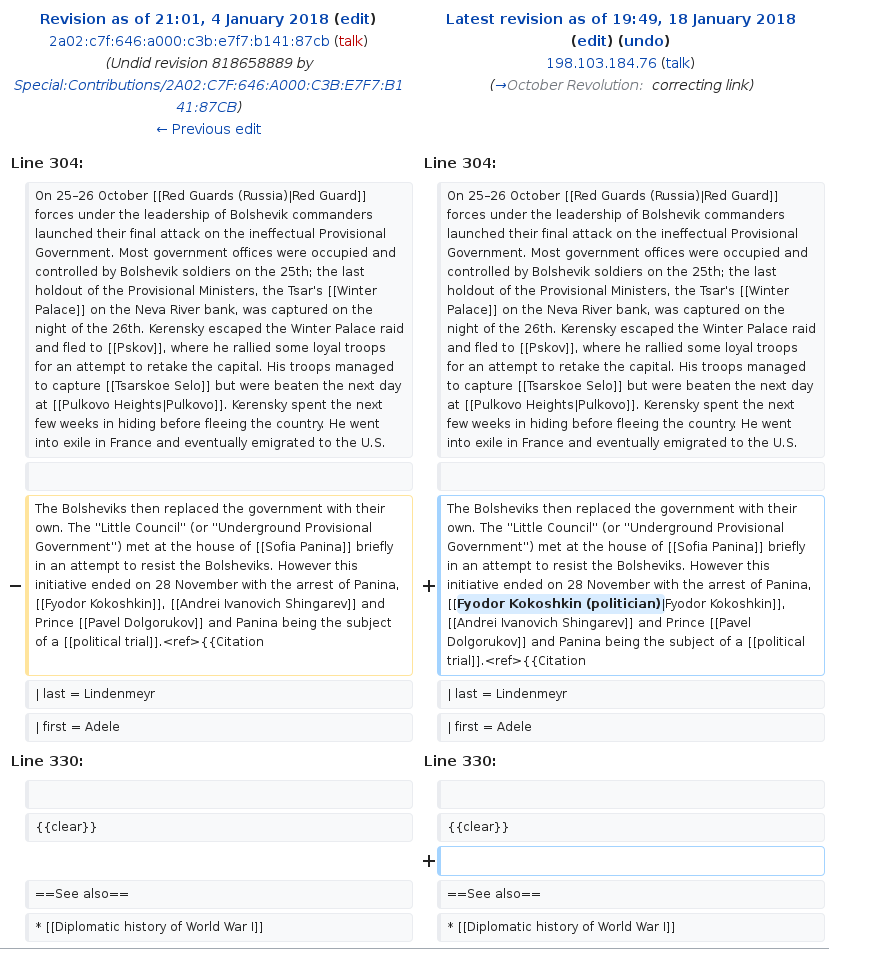 Revision as of 21:01, 4 January 2018 (edit)
2a02:c7f:646:a000:c3b:e7f7:b141:87cb (talk)
(Undid revision 818658889 by
Special:Contributions/2A02:C7F:646:A000:C3B:E7F7:B1
41:87CB)
← Previous edit
Latest revision as of 19:49, 18 January 2018
(edit) (undo)
198.103.184.76 (talk)
(→October Revolution: correcting link)
Line 304:
Line 304:
On 25–26 October [[Red Guards (Russia)|Red Guard]]
forces under the leadership of Bolshevik commanders
launched their final attack on the ineffectual Provisional
Government. Most government offices were occupied and
controlled by Bolshevik soldiers on the 25th; the last
holdout of the Provisional Ministers, the Tsar's [[Winter
Palace]] on the Neva River bank, was captured on the
night of the 26th. Kerensky escaped the Winter Palace raid
and fled to [[Pskov]], where he rallied some loyal troops
for an attempt to retake the capital. His troops managed
to capture [[Tsarskoe Selo]] but were beaten the next day
at [[Pulkovo Heights|Pulkovo]]. Kerensky spent the next
few weeks in hiding before fleeing the country. He went
into exile in France and eventually emigrated to the U.S.
On 25–26 October [[Red Guards (Russia)|Red Guard]]
forces under the leadership of Bolshevik commanders
launched their final attack on the ineffectual Provisional
Government. Most government offices were occupied and
controlled by Bolshevik soldiers on the 25th; the last
holdout of the Provisional Ministers, the Tsar's [[Winter
Palace]] on the Neva River bank, was captured on the
night of the 26th. Kerensky escaped the Winter Palace raid
and fled to [[Pskov]], where he rallied some loyal troops
for an attempt to retake the capital. His troops managed
to capture [[Tsarskoe Selo]] but were beaten the next day
at [[Pulkovo Heights|Pulkovo]]. Kerensky spent the next
few weeks in hiding before fleeing the country. He went
into exile in France and eventually emigrated to the U.S.
−
The Bolsheviks then replaced the government with their
own. The "Little Council" (or "Underground Provisional
Government") met at the house of [[Sofia Panina]] briefly
in an attempt to resist the Bolsheviks. However this
initiative ended on 28 November with the arrest of Panina,
[[Fyodor Kokoshkin]], [[Andrei Ivanovich Shingarev]] and
Prince [[Pavel Dolgorukov]] and Panina being the subject
of a [[political trial]].<ref>{{Citation
+
The Bolsheviks then replaced the government with their
own. The "Little Council" (or "Underground Provisional
Government") met at the house of [[Sofia Panina]] briefly
in an attempt to resist the Bolsheviks. However this
initiative ended on 28 November with the arrest of Panina,
[[Fyodor Kokoshkin (politician)|Fyodor Kokoshkin]],
[[Andrei Ivanovich Shingarev]] and Prince [[Pavel
Dolgorukov]] and Panina being the subject of a [[political
trial]].<ref>{{Citation
| last = Lindenmeyr
| last = Lindenmeyr
| first = Adele
| first = Adele
Line 330:
Line 330:
{{clear}}
{{clear}}
+
==See also==
==See also==
* [[Diplomatic history of World War I]]
* [[Diplomatic history of World War I]]